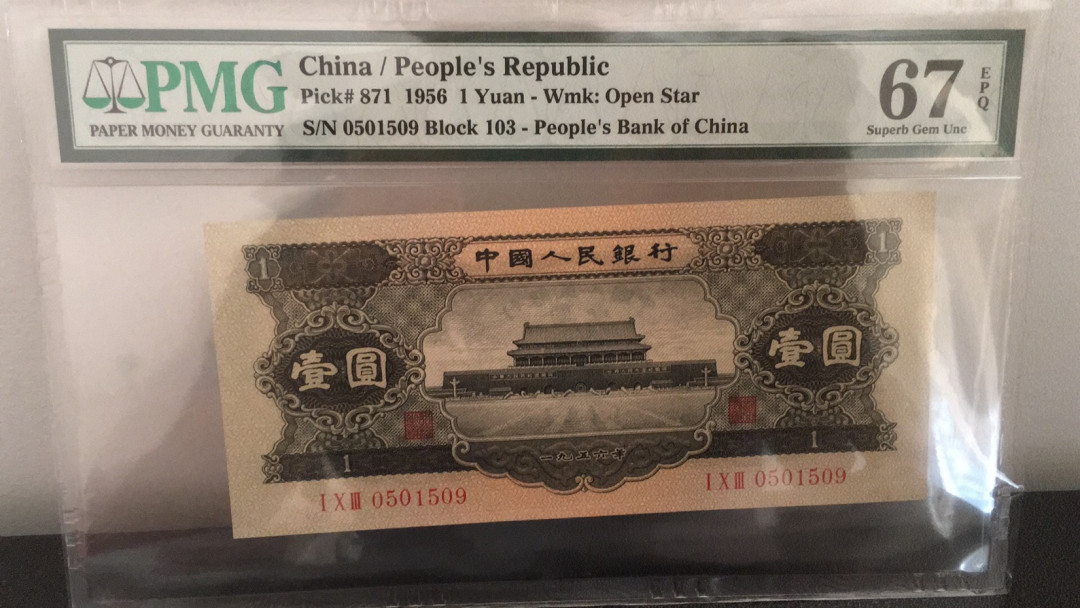 PMG
PAPER MONEY GUARANTY
China / People's Republic
Pick# 871 1956 1 Yuan - Wmk: Open Star
S/N 0501509 Block 103 - People's Bank of China
67 EPQ
Superb Gem Unc
中國人民銀行
1 1
壹圓 壹圓
一九五六年
1 1
I X III 0501509 I X III 0501509